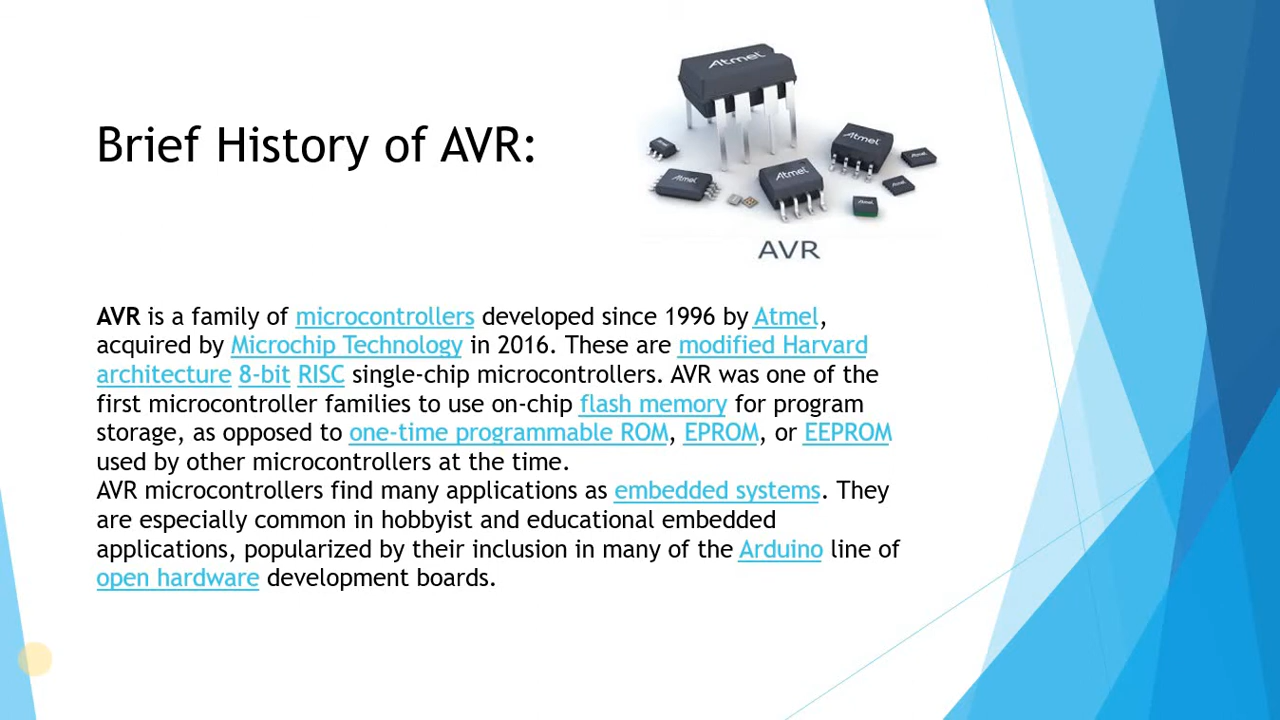 Atmel
Atmel
Atmel
Atmel
Brief History of AVR:
AVR
AVR is a family of microcontrollers developed since 1996 by Atmel,
acquired by Microchip Technology in 2016. These are modified Harvard
architecture 8-bit RISC single-chip microcontrollers. AVR was one of the
first microcontroller families to use on-chip flash memory for program
storage, as opposed to one-time programmable ROM, EPROM, or EEPROM
used by other microcontrollers at the time.
AVR microcontrollers find many applications as embedded systems. They
are especially common in hobbyist and educational embedded
applications, popularized by their inclusion in many of the Arduino line of
open hardware development boards.